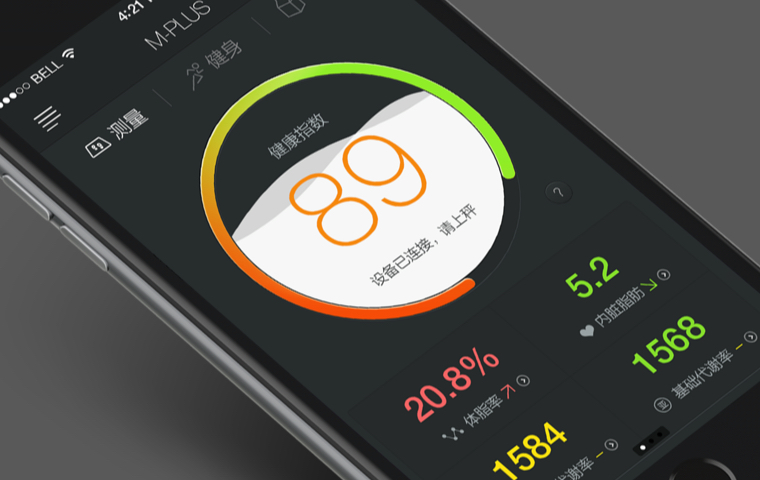 BELL
4:21
M-PLUS
测量
健身
健康指数
89
设备已连接，请上秤
?
20.8%
体脂率
5.2
内脏脂肪
1584
谢率
1568
基础代谢率